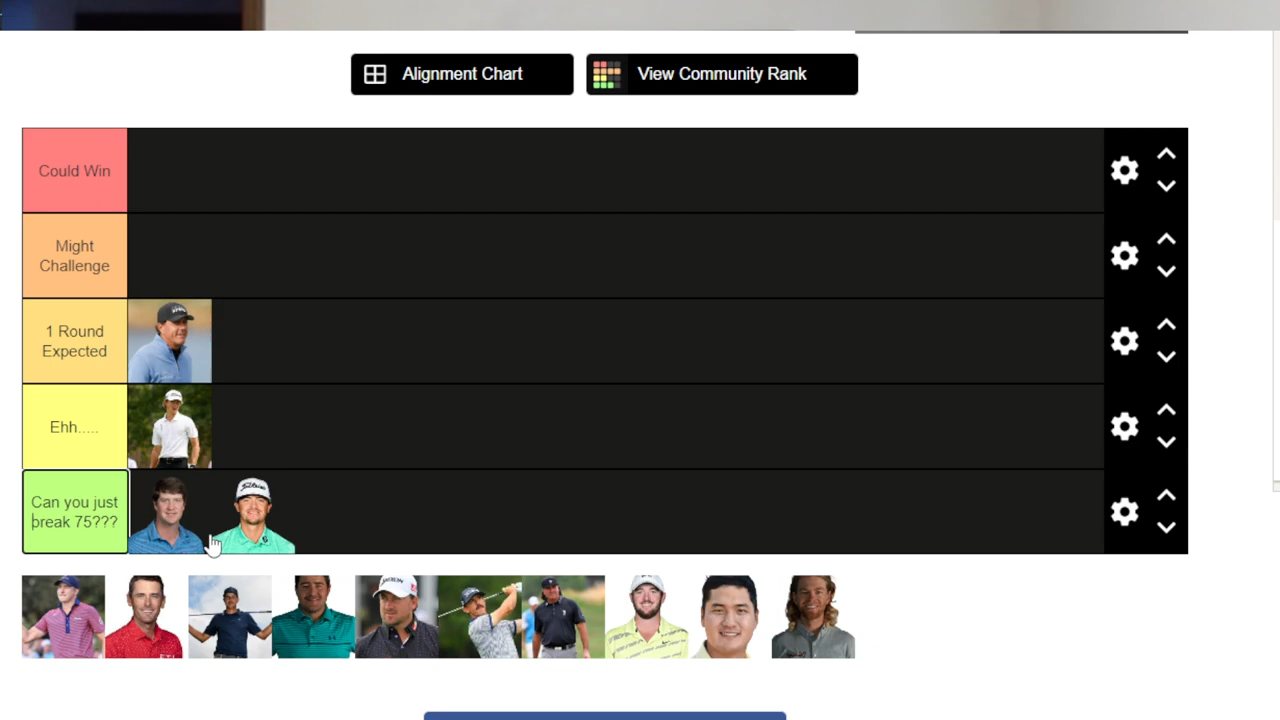 Alignment Chart
View Community Rank
Could Win
Might
Challenge
1 Round
Expected
Ehh.....
Can you just
break 75???